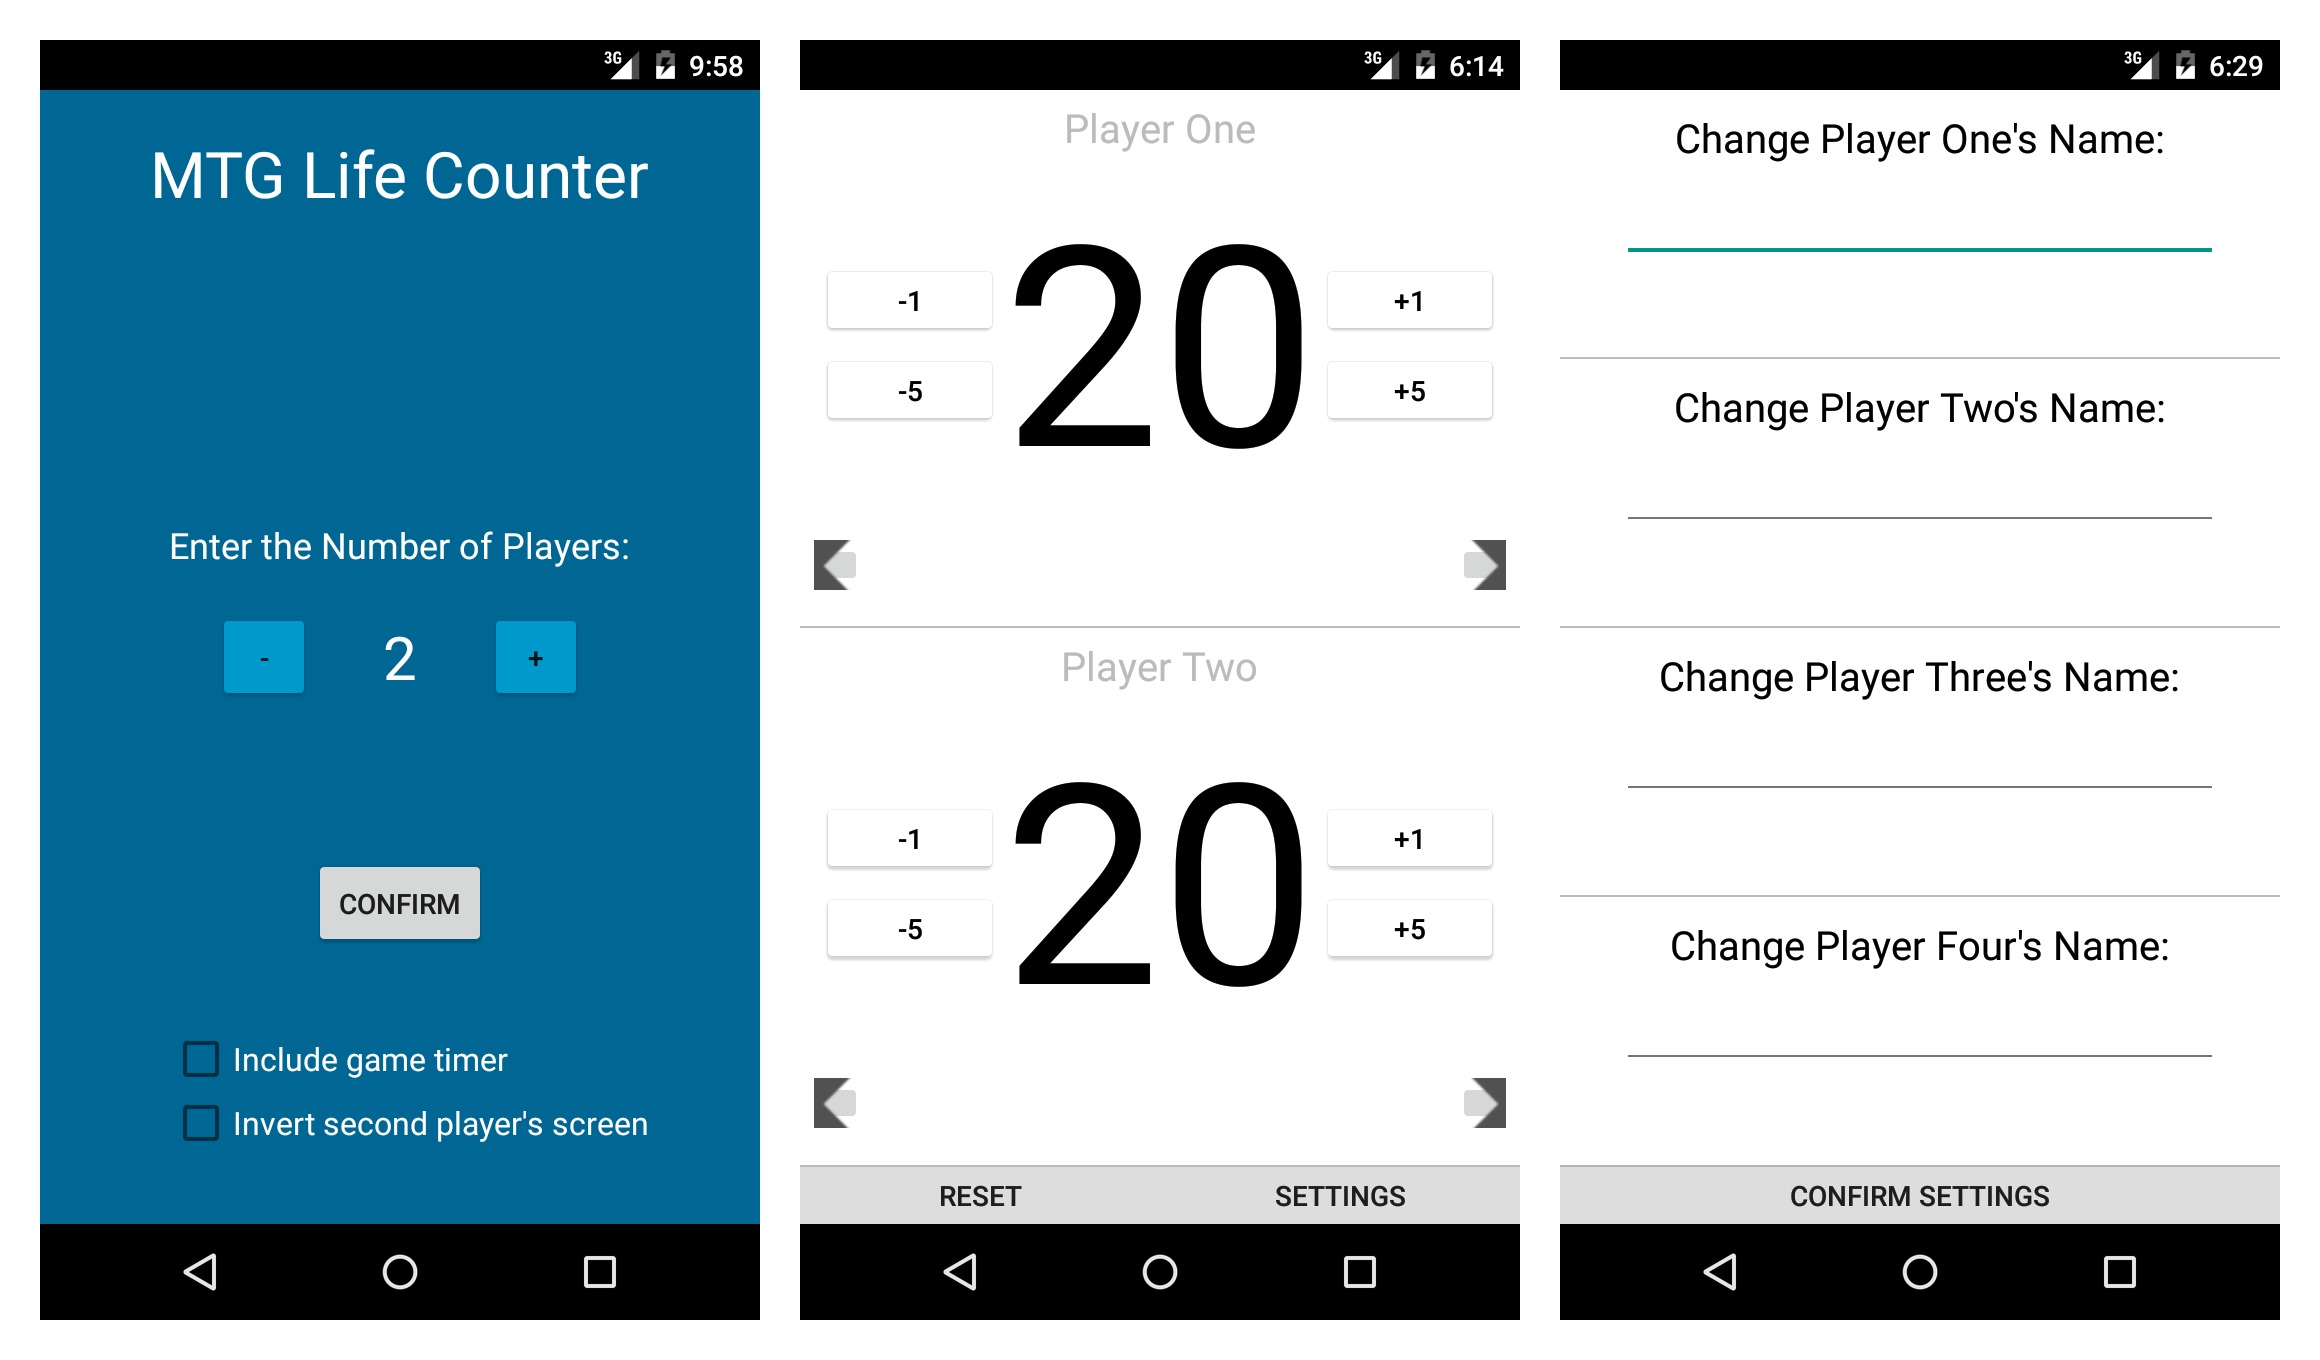 3G 9:58
MTG Life Counter
Enter the Number of Players:
- 2 +
CONFIRM
Include game timer
Invert second player's screen
3G 6:14
Player One
-1 20 +1
-5 +5
Player Two
-1 20 +1
-5 +5
RESET SETTINGS
3G 6:29
Change Player One's Name:
Change Player Two's Name:
Change Player Three's Name:
Change Player Four's Name:
CONFIRM SETTINGS